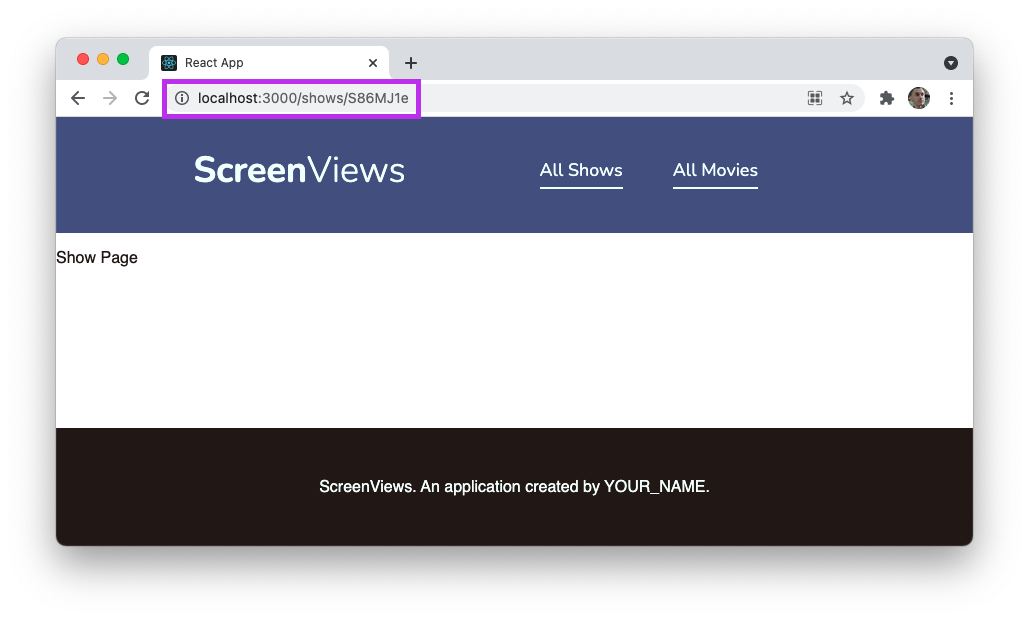 React App
localhost:3000/shows/S86MJ1e
ScreenViews
All Shows
All Movies
Show Page
ScreenViews. An application created by YOUR_NAME.